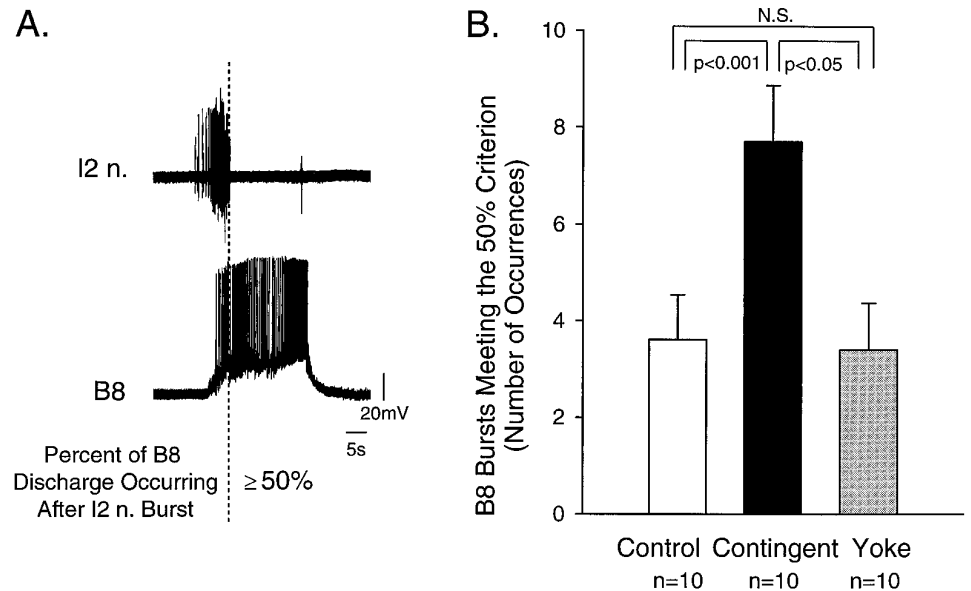 A.
I2 n.
B8
20mV
5s
Percent of B8
Discharge Occurring
After I2 n. Burst
≥50%
B.
B8 Bursts Meeting the 50% Criterion
(Number of Occurrences)
10
8
6
4
2
0
N.S.
p<0.001
p<0.05
Control Contingent Yoke
n=10 n=10 n=10